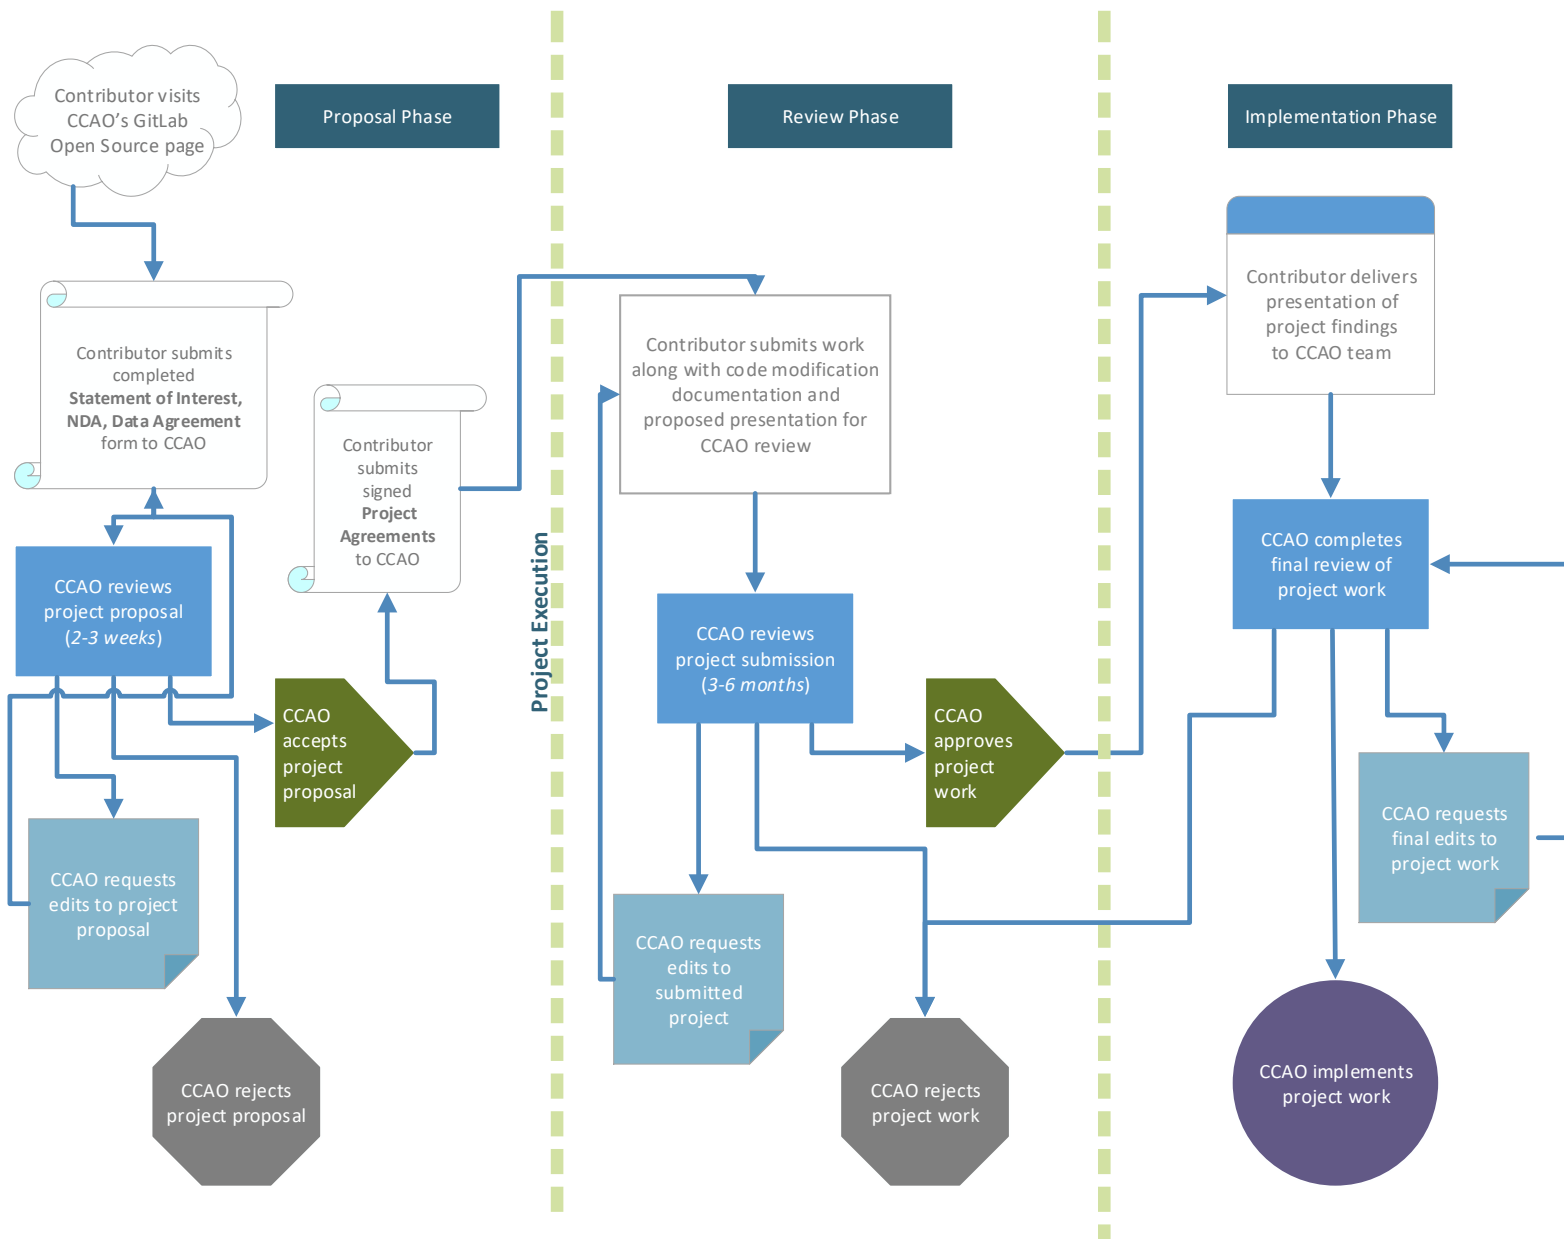 Contributor visits
CCAO's GitLab
Open Source page
Proposal Phase
Contributor submits
completed
Statement of Interest,
NDA, Data Agreement
form to CCAO
CCAO reviews
project proposal
(2-3 weeks)
CCAO requests
edits to project
proposal
CCAO rejects
project proposal
CCAO
accepts
project
proposal
Contributor
submits
signed
Project
Agreements
to CCAO
Project Execution
Review Phase
Contributor submits work
along with code modification
documentation and
proposed presentation for
CCAO review
CCAO reviews
project submission
(3-6 months)
CCAO requests
edits to
submitted
project
CCAO rejects
project work
CCAO
approves
project
work
Implementation Phase
Contributor delivers
presentation of
project findings
to CCAO team
CCAO completes
final review of
project work
CCAO requests
final edits to
project work
CCAO implements
project work